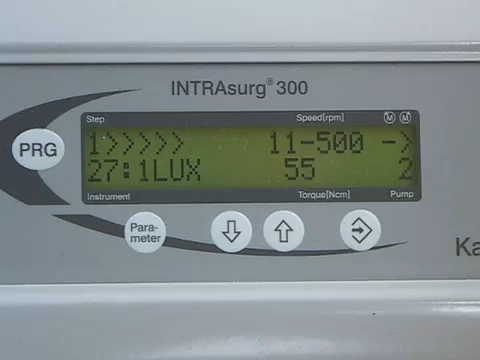 INTRAsurg® 300
Step Speed[rpm] M M
PRG
1>>>>> 11-500 ->
27:1LUX 55 2
Instrument Torque[Ncm] Pump
Para-
meter
Ka